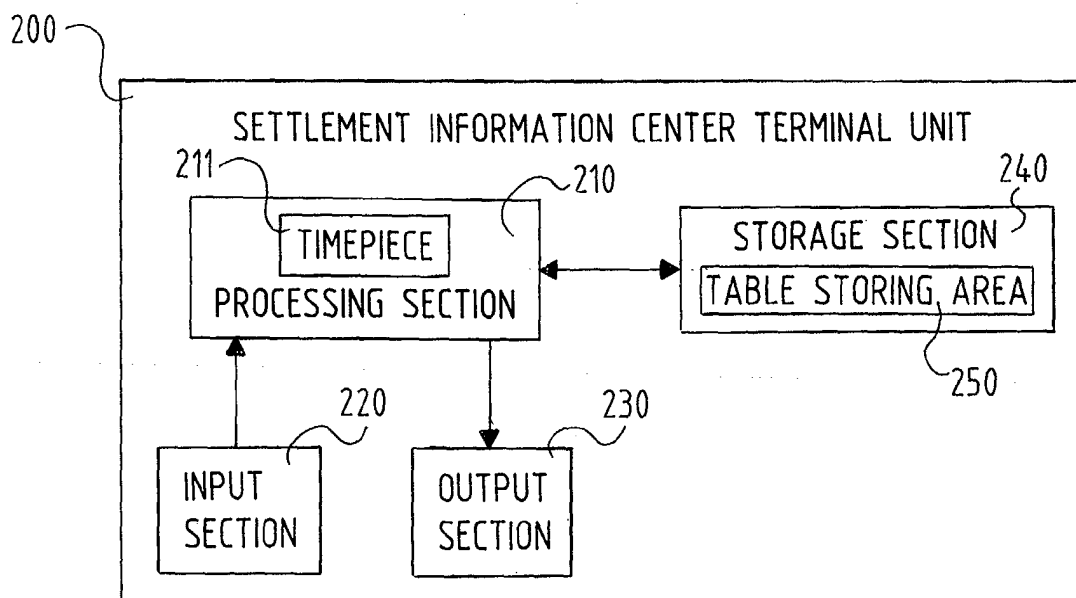 200
SETTLEMENT INFORMATION CENTER TERMINAL UNIT
211
210
240
TIMEPIECE
PROCESSING SECTION
STORAGE SECTION
TABLE STORING AREA
250
220
230
INPUT
SECTION
OUTPUT
SECTION